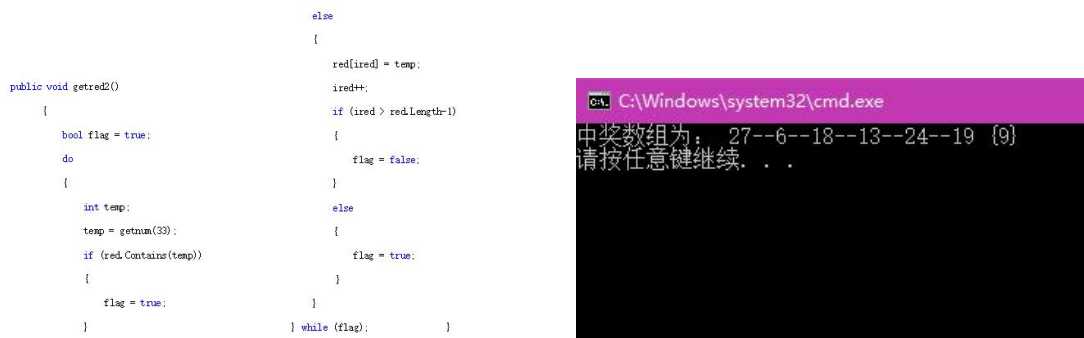 public void getred2()
{
bool flag = true;
do
{
int temp;
temp = getnum(33);
if (red.Contains(temp))
{
flag = true;
}
else
{
red[ired] = temp;
ired++;
if (ired > red.Length-1)
{
flag = false;
}
else
{
flag = true;
}
}
} while (flag); }
C:\Windows\system32\cmd.exe
中奖数组为： 27--6--18--13--24--19 {9}
请按任意键继续. . .